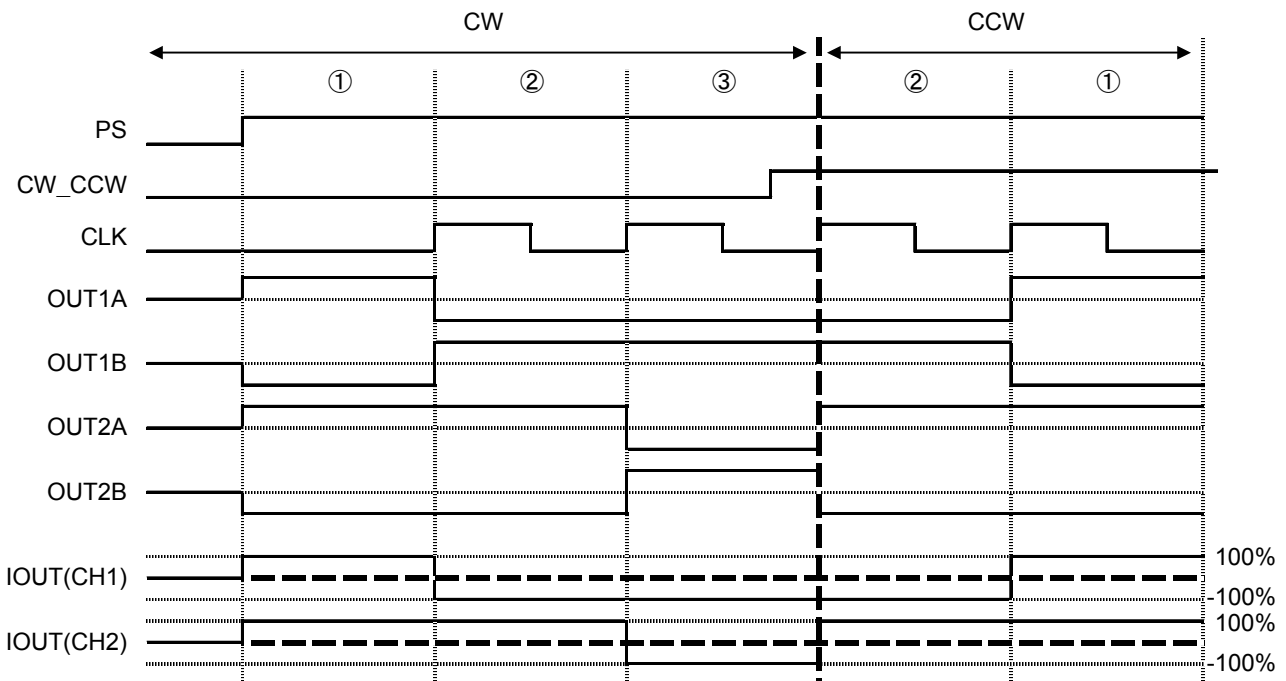 CW CCW
① ② ③ ② ①
PS
CW_CCW
CLK
OUT1A
OUT1B
OUT2A
OUT2B
IOUT(CH1) 100%
-100%
IOUT(CH2) 100%
-100%